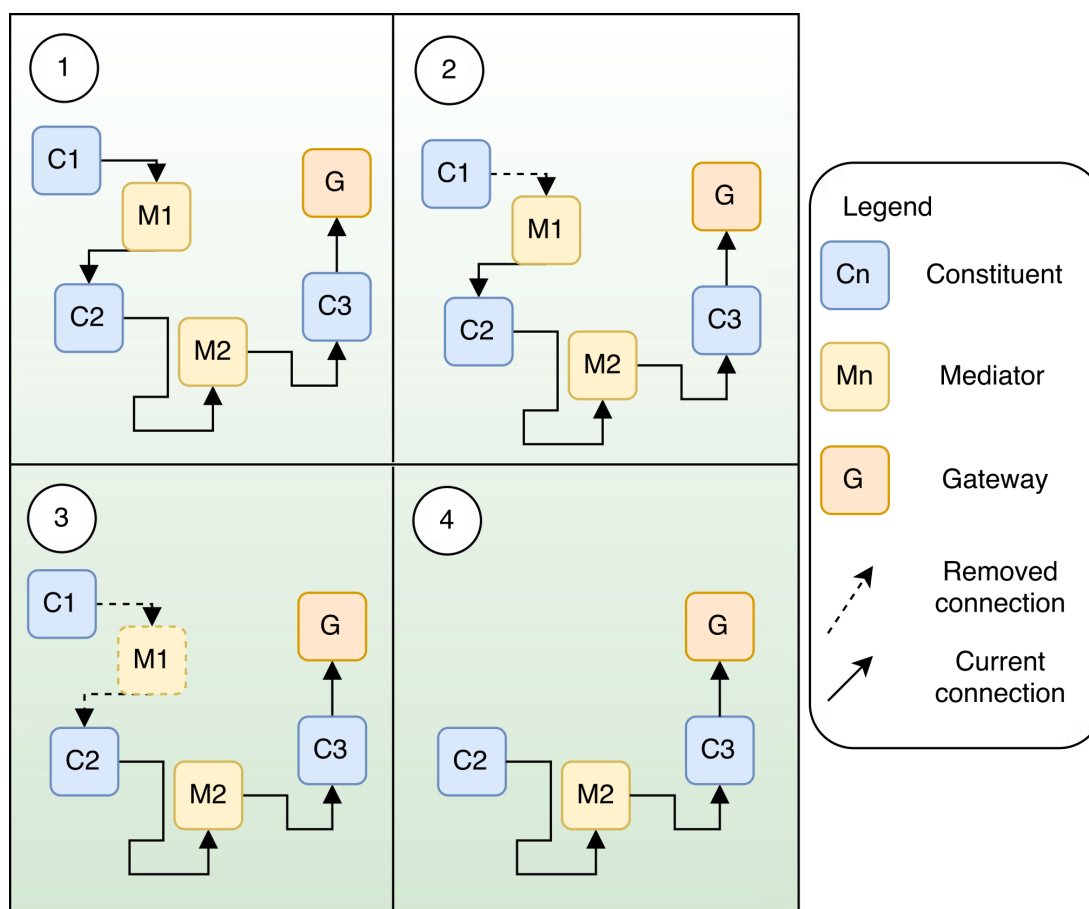 1
C1
M1
G
C2
M2
C3
2
C1
M1
G
C2
M2
C3
3
C1
M1
G
C2
M2
C3
4
G
C2
M2
C3
Legend
Cn Constituent
Mn Mediator
G Gateway
Removed
connection
Current
connection